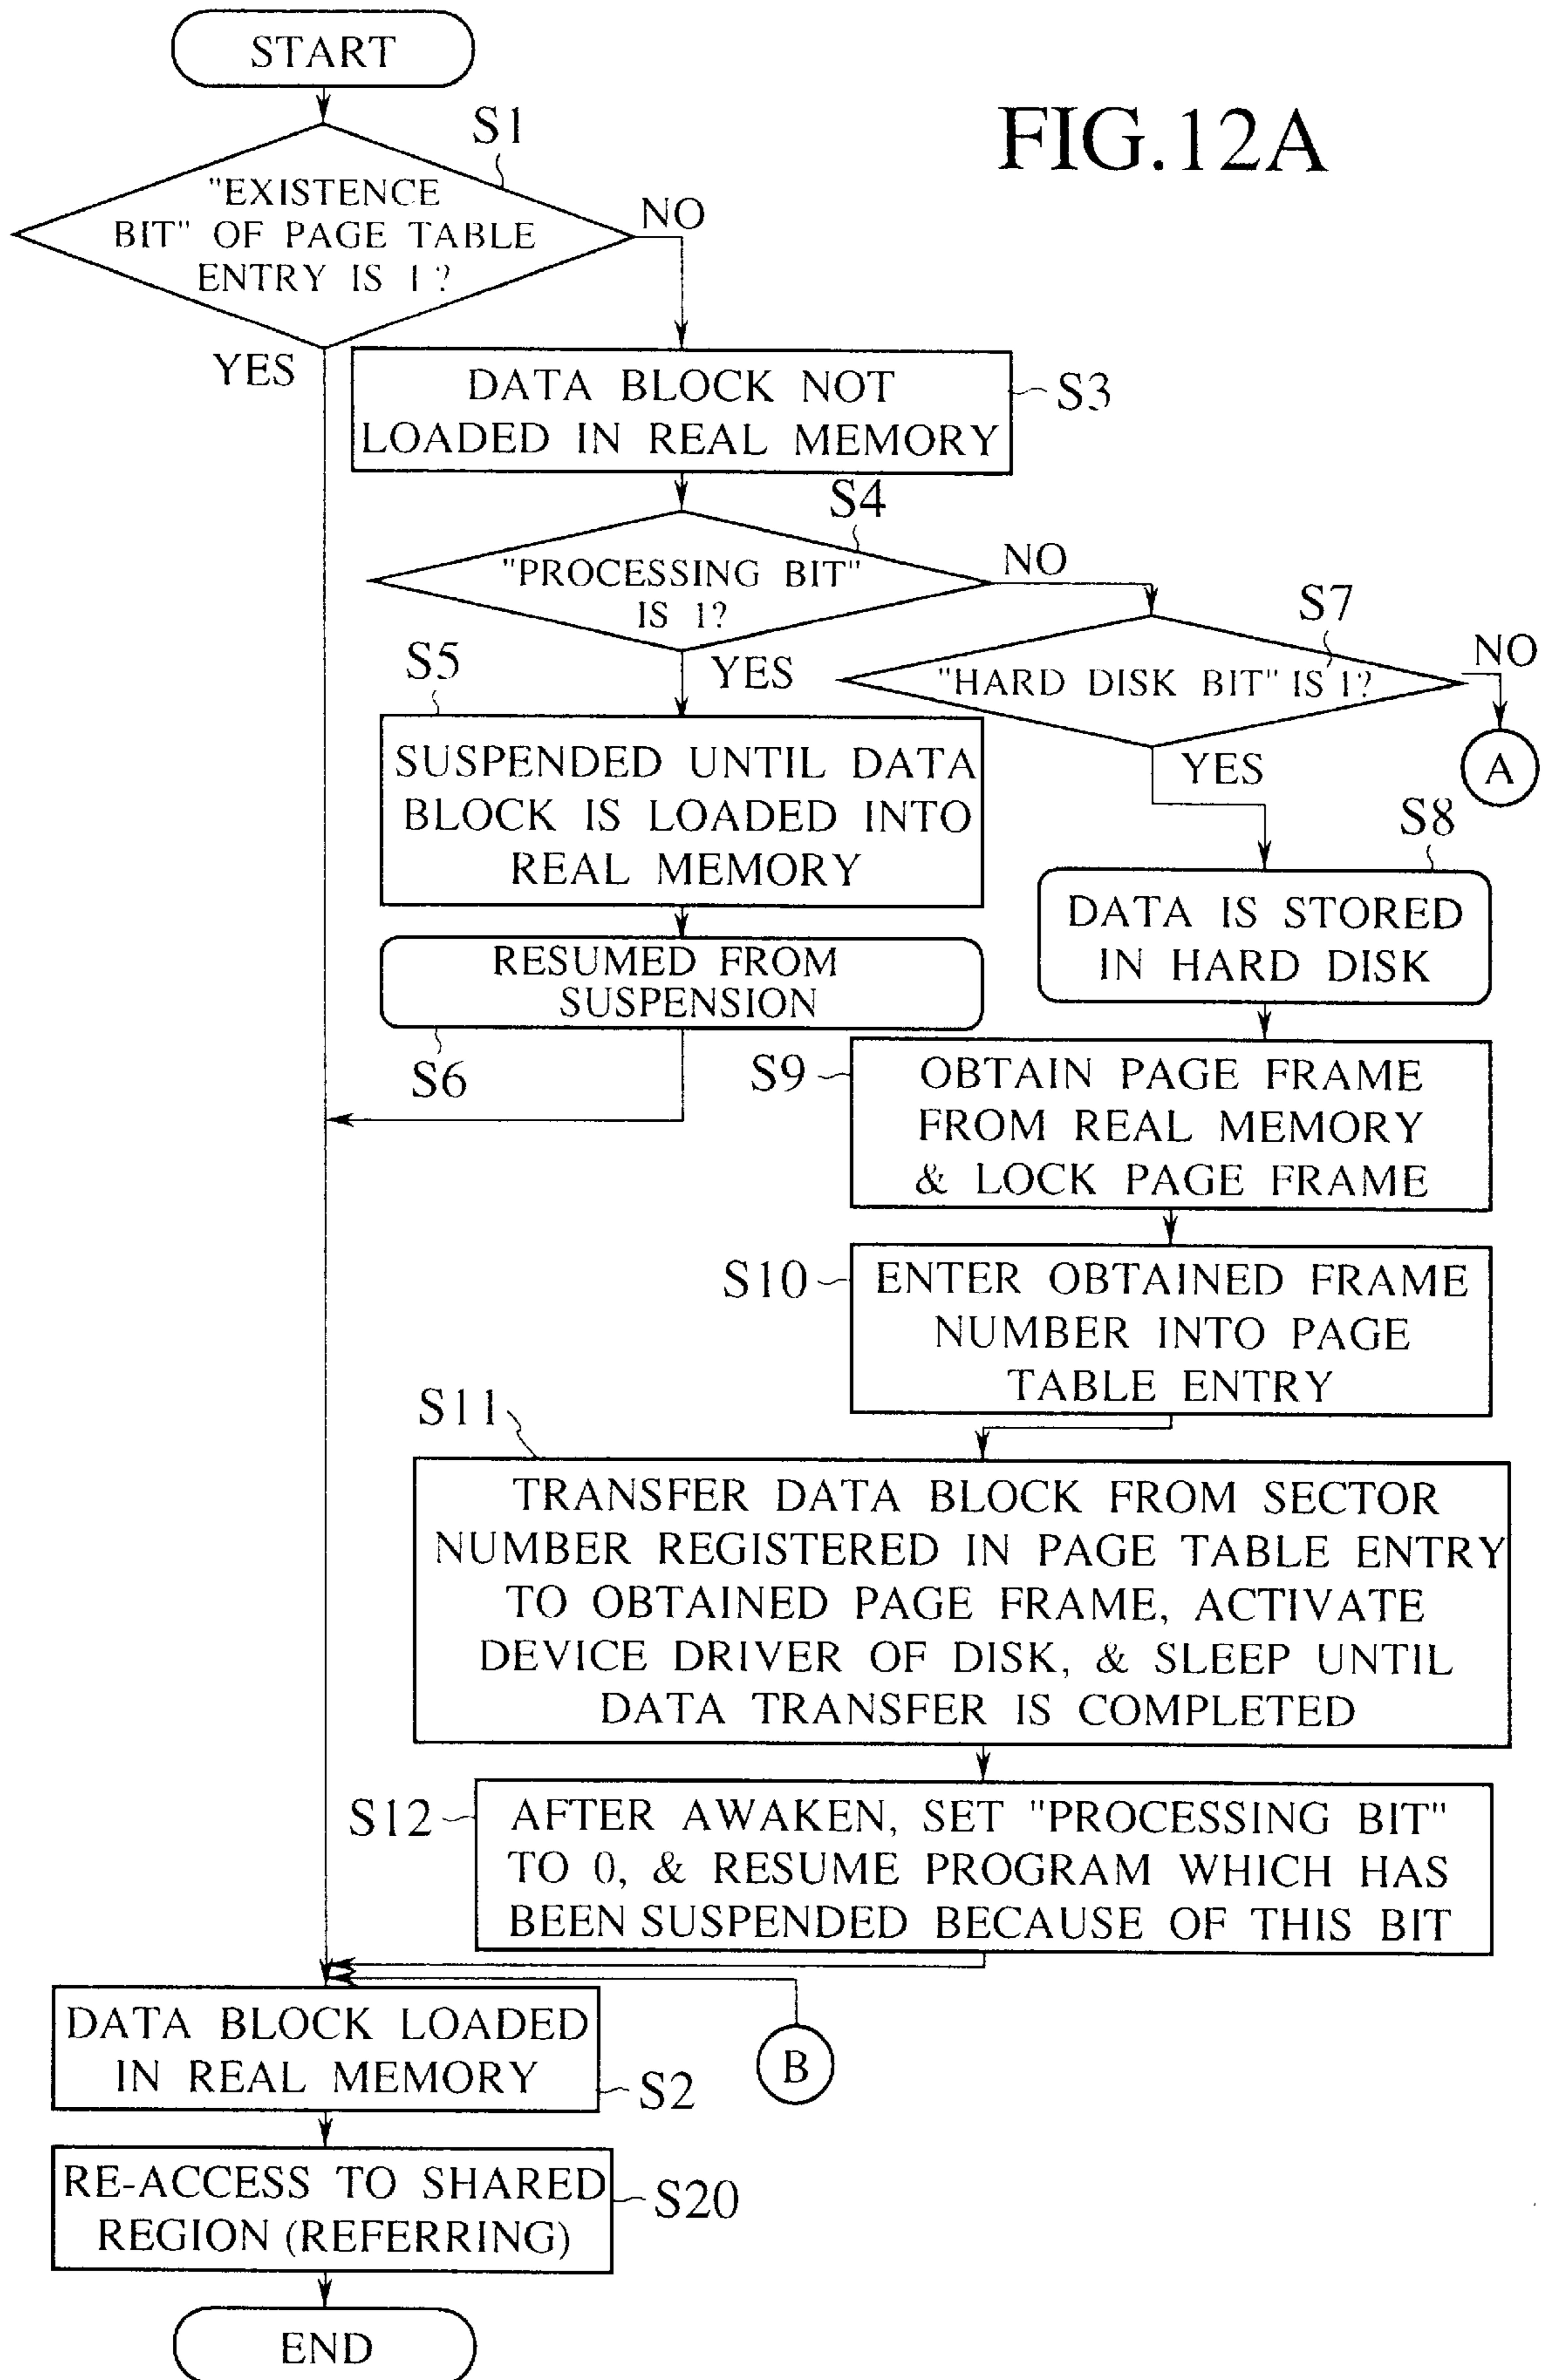 START
FIG.12A
S1
"EXISTENCE
BIT" OF PAGE TABLE
ENTRY IS 1?
NO
YES
DATA BLOCK NOT
LOADED IN REAL MEMORY
S3
S4
"PROCESSING BIT"
IS 1?
NO
YES
S7
"HARD DISK BIT" IS 1?
NO
A
YES
S5
SUSPENDED UNTIL DATA
BLOCK IS LOADED INTO
REAL MEMORY
RESUMED FROM
SUSPENSION
S6
S8
DATA IS STORED
IN HARD DISK
S9
OBTAIN PAGE FRAME
FROM REAL MEMORY
& LOCK PAGE FRAME
S10
ENTER OBTAINED FRAME
NUMBER INTO PAGE
TABLE ENTRY
S11
TRANSFER DATA BLOCK FROM SECTOR
NUMBER REGISTERED IN PAGE TABLE ENTRY
TO OBTAINED PAGE FRAME, ACTIVATE
DEVICE DRIVER OF DISK, & SLEEP UNTIL
DATA TRANSFER IS COMPLETED
S12
AFTER AWAKEN, SET "PROCESSING BIT"
TO 0, & RESUME PROGRAM WHICH HAS
BEEN SUSPENDED BECAUSE OF THIS BIT
DATA BLOCK LOADED
IN REAL MEMORY
S2
B
RE-ACCESS TO SHARED
REGION (REFERRING)
S20
END